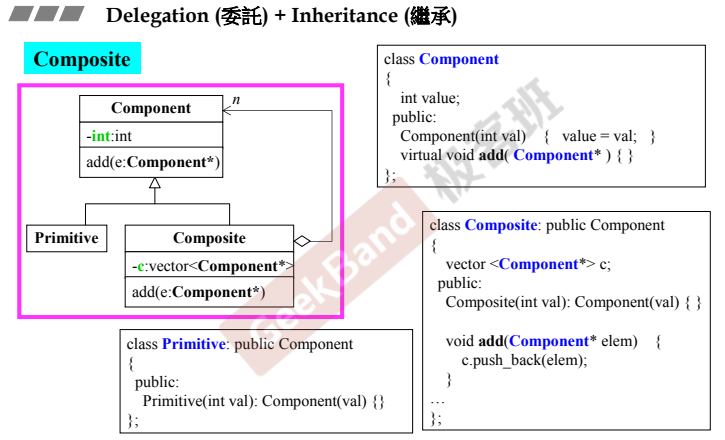 Delegation (委託) + Inheritance (繼承)
Composite
Component
-int:int
add(e:Component*)
n
Primitive
Composite
-c:vector<Component*>
add(e:Component*)
class Component
{
int value;
public:
Component(int val) { value = val; }
virtual void add( Component* ) { }
};
class Composite: public Component
{
vector <Component*> c;
public:
Composite(int val): Component(val) { }
void add(Component* elem) {
c.push_back(elem);
}
…
};
class Primitive: public Component
{
public:
Primitive(int val): Component(val) {}
};
GeekBand 极客班